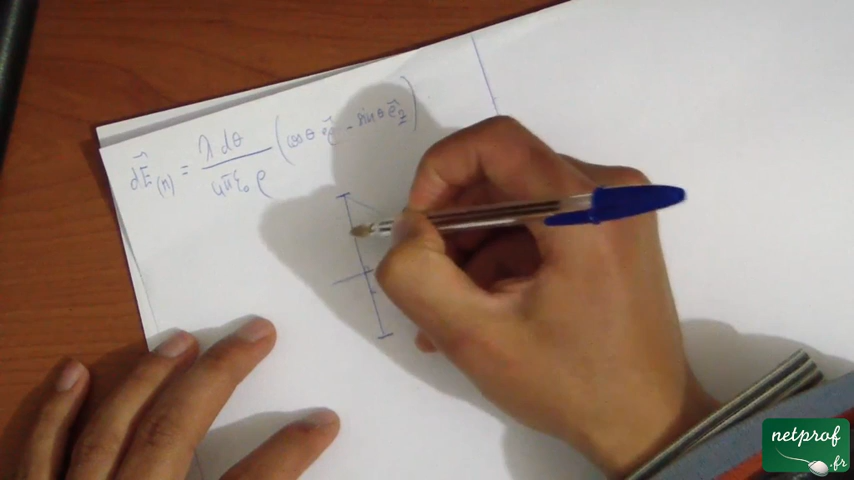 dE⃗(M) = λ dθ / 4πε₀ ρ (cos θ e⃗ρ - sin θ e⃗z)
netprof
.fr